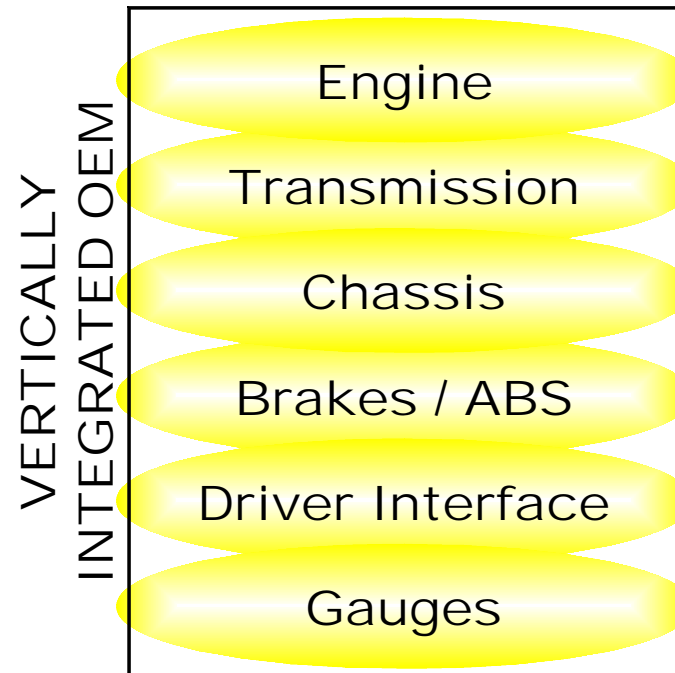 VERTICALLY
INTEGRATED OEM
Engine
Transmission
Chassis
Brakes / ABS
Driver Interface
Gauges